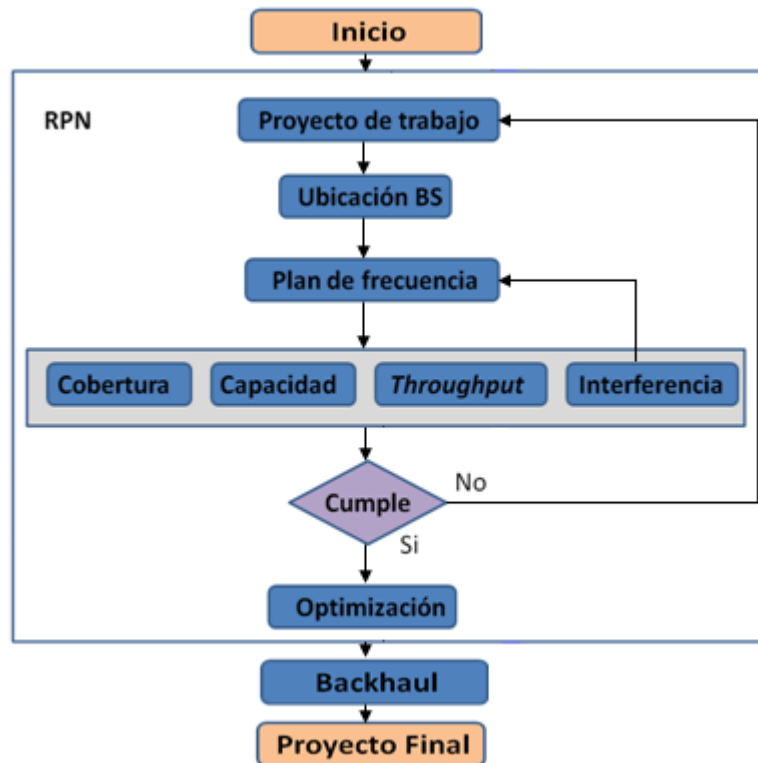 Inicio
RPN
Proyecto de trabajo
Ubicación BS
Plan de frecuencia
Cobertura
Capacidad
Throughput
Interferencia
Cumple
No
Si
Optimización
Backhaul
Proyecto Final